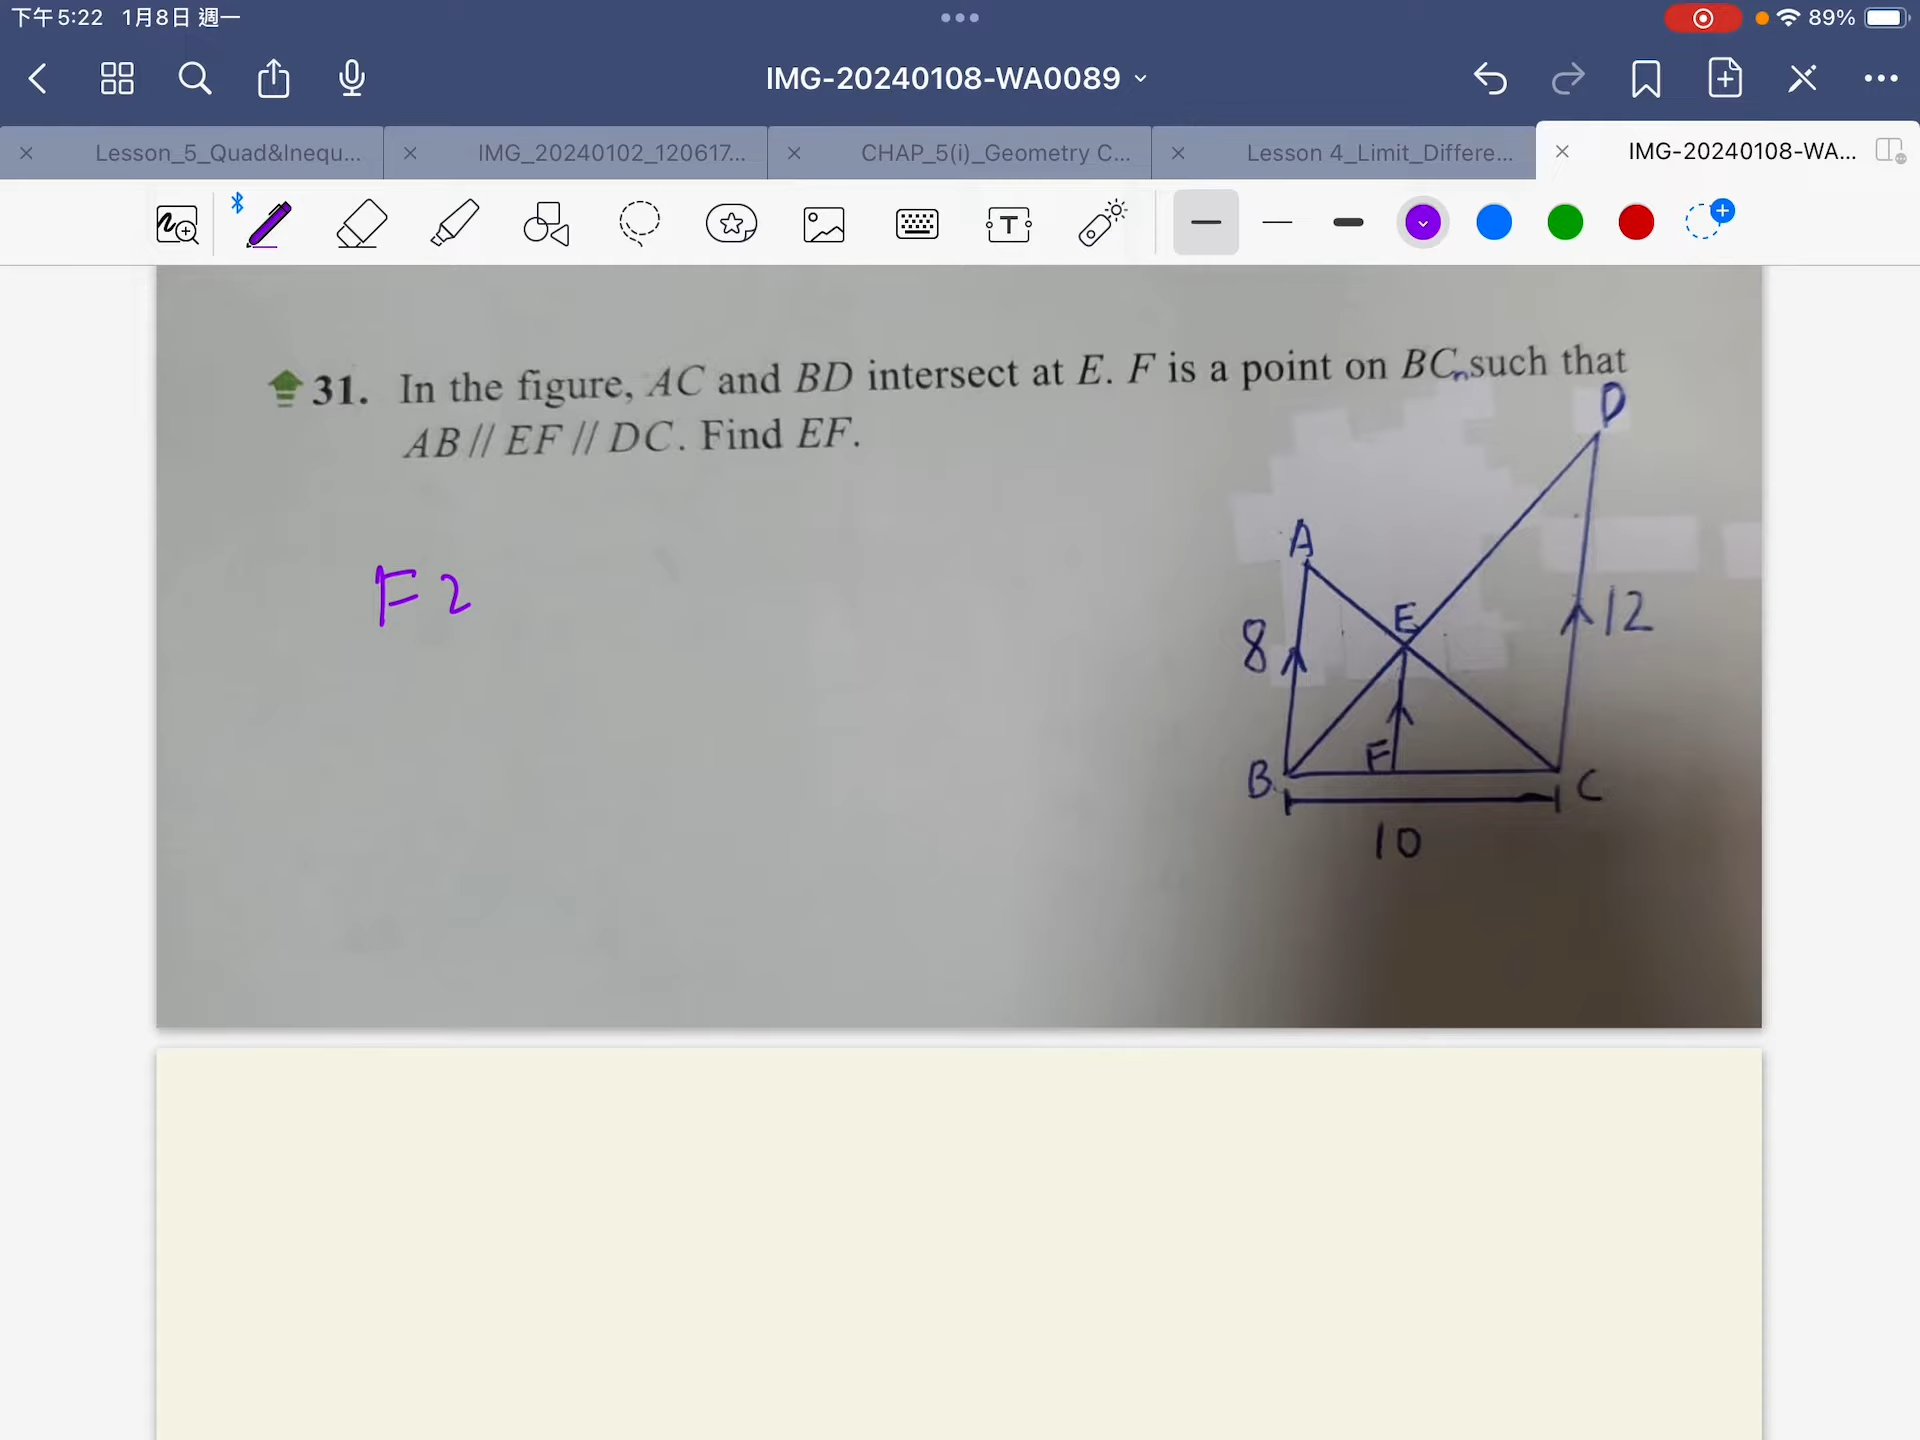 下午5:22 1月8日 週一
89%
IMG-20240108-WA0089
Lesson_5_Quad&Inequ...
IMG_20240102_120617...
CHAP_5(i)_Geometry C...
Lesson 4_Limit_Differe...
IMG-20240108-WA...
T
31. In the figure, AC and BD intersect at E. F is a point on BC such that
AB // EF // DC. Find EF.
D
A
F2
E
8
12
F
B
C
10